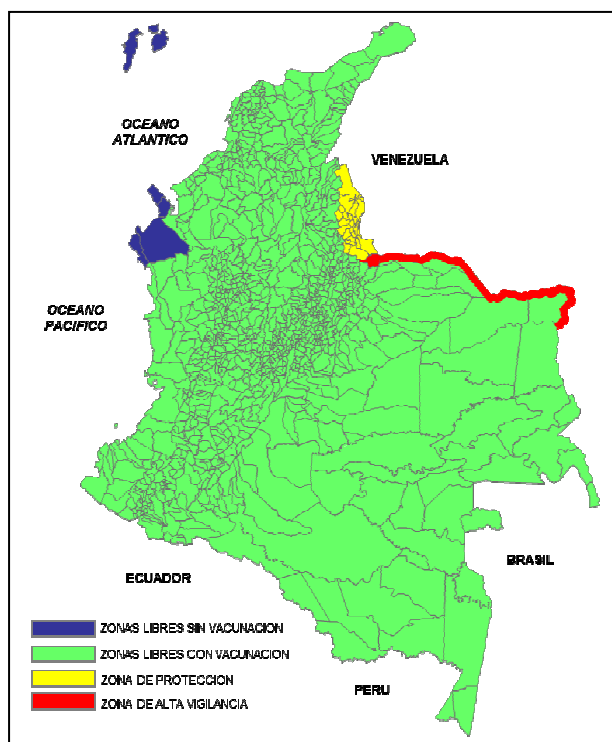 OCEANO
ATLANTICO
VENEZUELA
OCEANO
PACIFICO
BRASIL
ECUADOR
PERU
ZONAS LIBRES SIN VACUNACION
ZONAS LIBRES CON VACUNACION
ZONA DE PROTECCION
ZONA DE ALTA VIGILANCIA